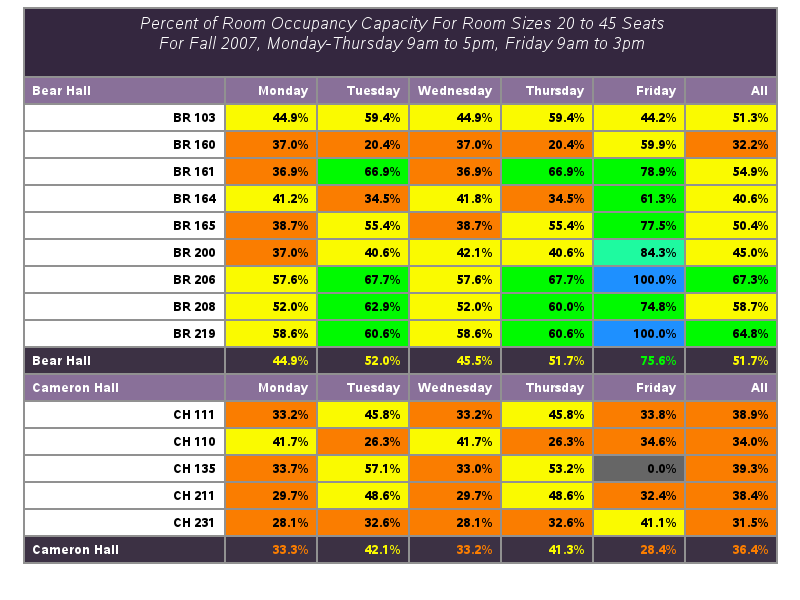 Percent of Room Occupancy Capacity For Room Sizes 20 to 45 Seats
For Fall 2007, Monday-Thursday 9am to 5pm, Friday 9am to 3pm
Bear Hall Monday Tuesday Wednesday Thursday Friday All
BR 103 44.9% 59.4% 44.9% 59.4% 44.2% 51.3%
BR 160 37.0% 20.4% 37.0% 20.4% 59.9% 32.2%
BR 161 36.9% 66.9% 36.9% 66.9% 78.9% 54.9%
BR 164 41.2% 34.5% 41.8% 34.5% 61.3% 40.6%
BR 165 38.7% 55.4% 38.7% 55.4% 77.5% 50.4%
BR 200 37.0% 40.6% 42.1% 40.6% 84.3% 45.0%
BR 206 57.6% 67.7% 57.6% 67.7% 100.0% 67.3%
BR 208 52.0% 62.9% 52.0% 60.0% 74.8% 58.7%
BR 219 58.6% 60.6% 58.6% 60.6% 100.0% 64.8%
Bear Hall 44.9% 52.0% 45.5% 51.7% 75.6% 51.7%
Cameron Hall Monday Tuesday Wednesday Thursday Friday All
CH 111 33.2% 45.8% 33.2% 45.8% 33.8% 38.9%
CH 110 41.7% 26.3% 41.7% 26.3% 34.6% 34.0%
CH 135 33.7% 57.1% 33.0% 53.2% 0.0% 39.3%
CH 211 29.7% 48.6% 29.7% 48.6% 32.4% 38.4%
CH 231 28.1% 32.6% 28.1% 32.6% 41.1% 31.5%
Cameron Hall 33.3% 42.1% 33.2% 41.3% 28.4% 36.4%